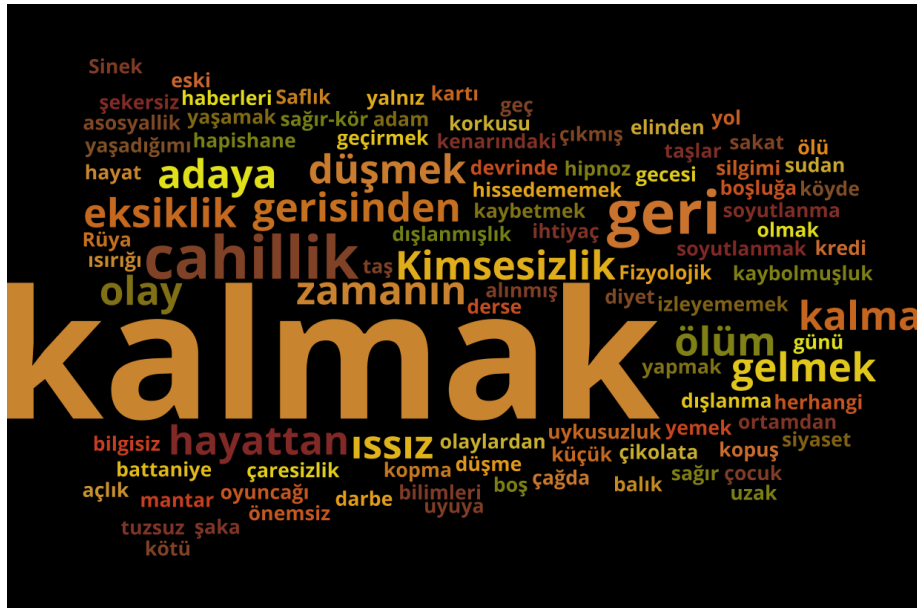 Sinek
eski
şekersiz haberleri Saflık yalnız kartı
geç
asosyallik yaşamak sağır-kör adam korkusu elinden yol
yaşadığımı hapishane geçirmek kenarındaki çıkmış taşlar sakat ölü
hayat adaya düşmek devrinde hipnoz gecesi silgimi sudan
hissedememek boşluğa köyde
eksiklik gerisinden kaybetmek geri soyutlanma
Rüya dışlanmışlık ihtiyaç olmak
ısırığı cahillik taş Kimsesizlik Fizyolojik soyutlanmak kredi kaybolmuşluk
olay zamanın alınmış diyet izleyememek
derse kalma
kalmak ölüm günü
yapmak gelmek
dışlanma herhangi
bilgisiz hayattan ıssız olaylardan uykusuzluk yemek ortamdan
siyaset
battaniye çaresizlik kopma düşme küçük çikolata kopuş
açlık mantar oyuncağı darbe bilimleri boş çağda balık sağır çocuk
uzak
önemsiz uyuya
tuzsuz şaka
kötü